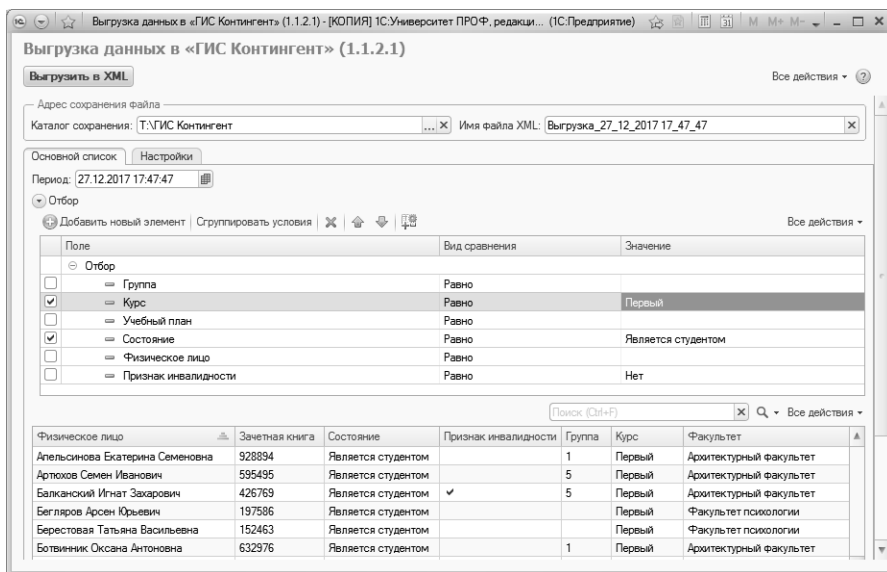 Выгрузка данных в «ГИС Контингент» (1.1.2.1) - [КОПИЯ] 1С:Университет ПРОФ, редакци... (1С:Предприятие) M M+ M-
Выгрузка данных в «ГИС Контингент» (1.1.2.1)
Выгрузить в XML Все действия
Адрес сохранения файла
Каталог сохранения: T:\ГИС Контингент ... Имя файла XML: Выгрузка_27_12_2017 17_47_47
Основной список Настройки
Период: 27.12.2017 17:47:47
Отбор
Добавить новый элемент Сгруппировать условия Все действия
Поле Вид сравнения Значение
Отбор
Группа Равно
Курс Равно Первый
Учебный план Равно
Состояние Равно Является студентом
Физическое лицо Равно
Признак инвалидности Равно Нет
Поиск (Ctrl+F) Все действия
Физическое лицо Зачетная книга Состояние Признак инвалидности Группа Курс Факультет
Апельсинова Екатерина Семеновна 928894 Является студентом 1 Первый Архитектурный факультет
Артюхов Семен Иванович 595495 Является студентом 5 Первый Архитектурный факультет
Балканский Игнат Захарович 426769 Является студентом 5 Первый Архитектурный факультет
Бегляров Арсен Юрьевич 197586 Является студентом Первый Факультет психологии
Берестовая Татьяна Васильевна 152463 Является студентом Первый Факультет психологии
Ботвинник Оксана Антоновна 632976 Является студентом 1 Первый Архитектурный факультет